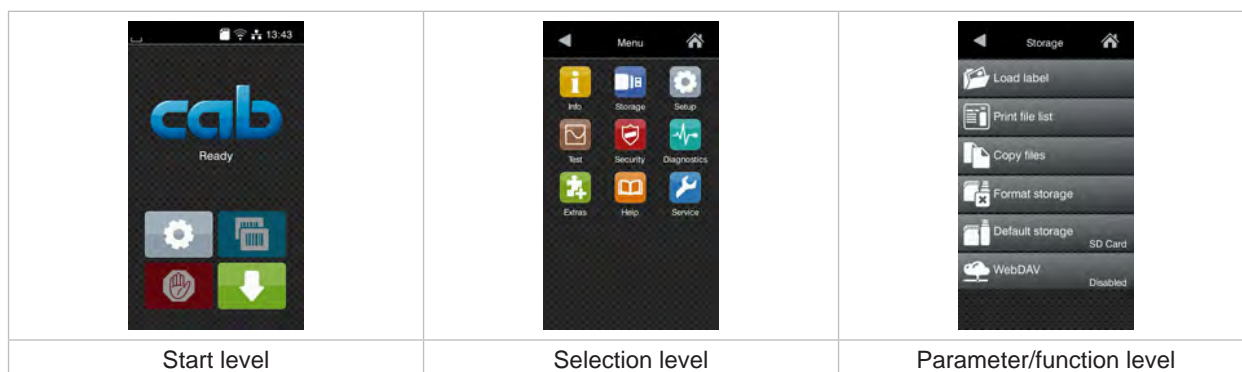 13:43
cab
Ready
Start level
Menu
Info Storage Setup
Test Security Diagnostics
Extras Help Service
Selection level
Storage
Load label
Print file list
Copy files
Format storage
Default storage
SD Card
WebDAV
Disabled
Parameter/function level